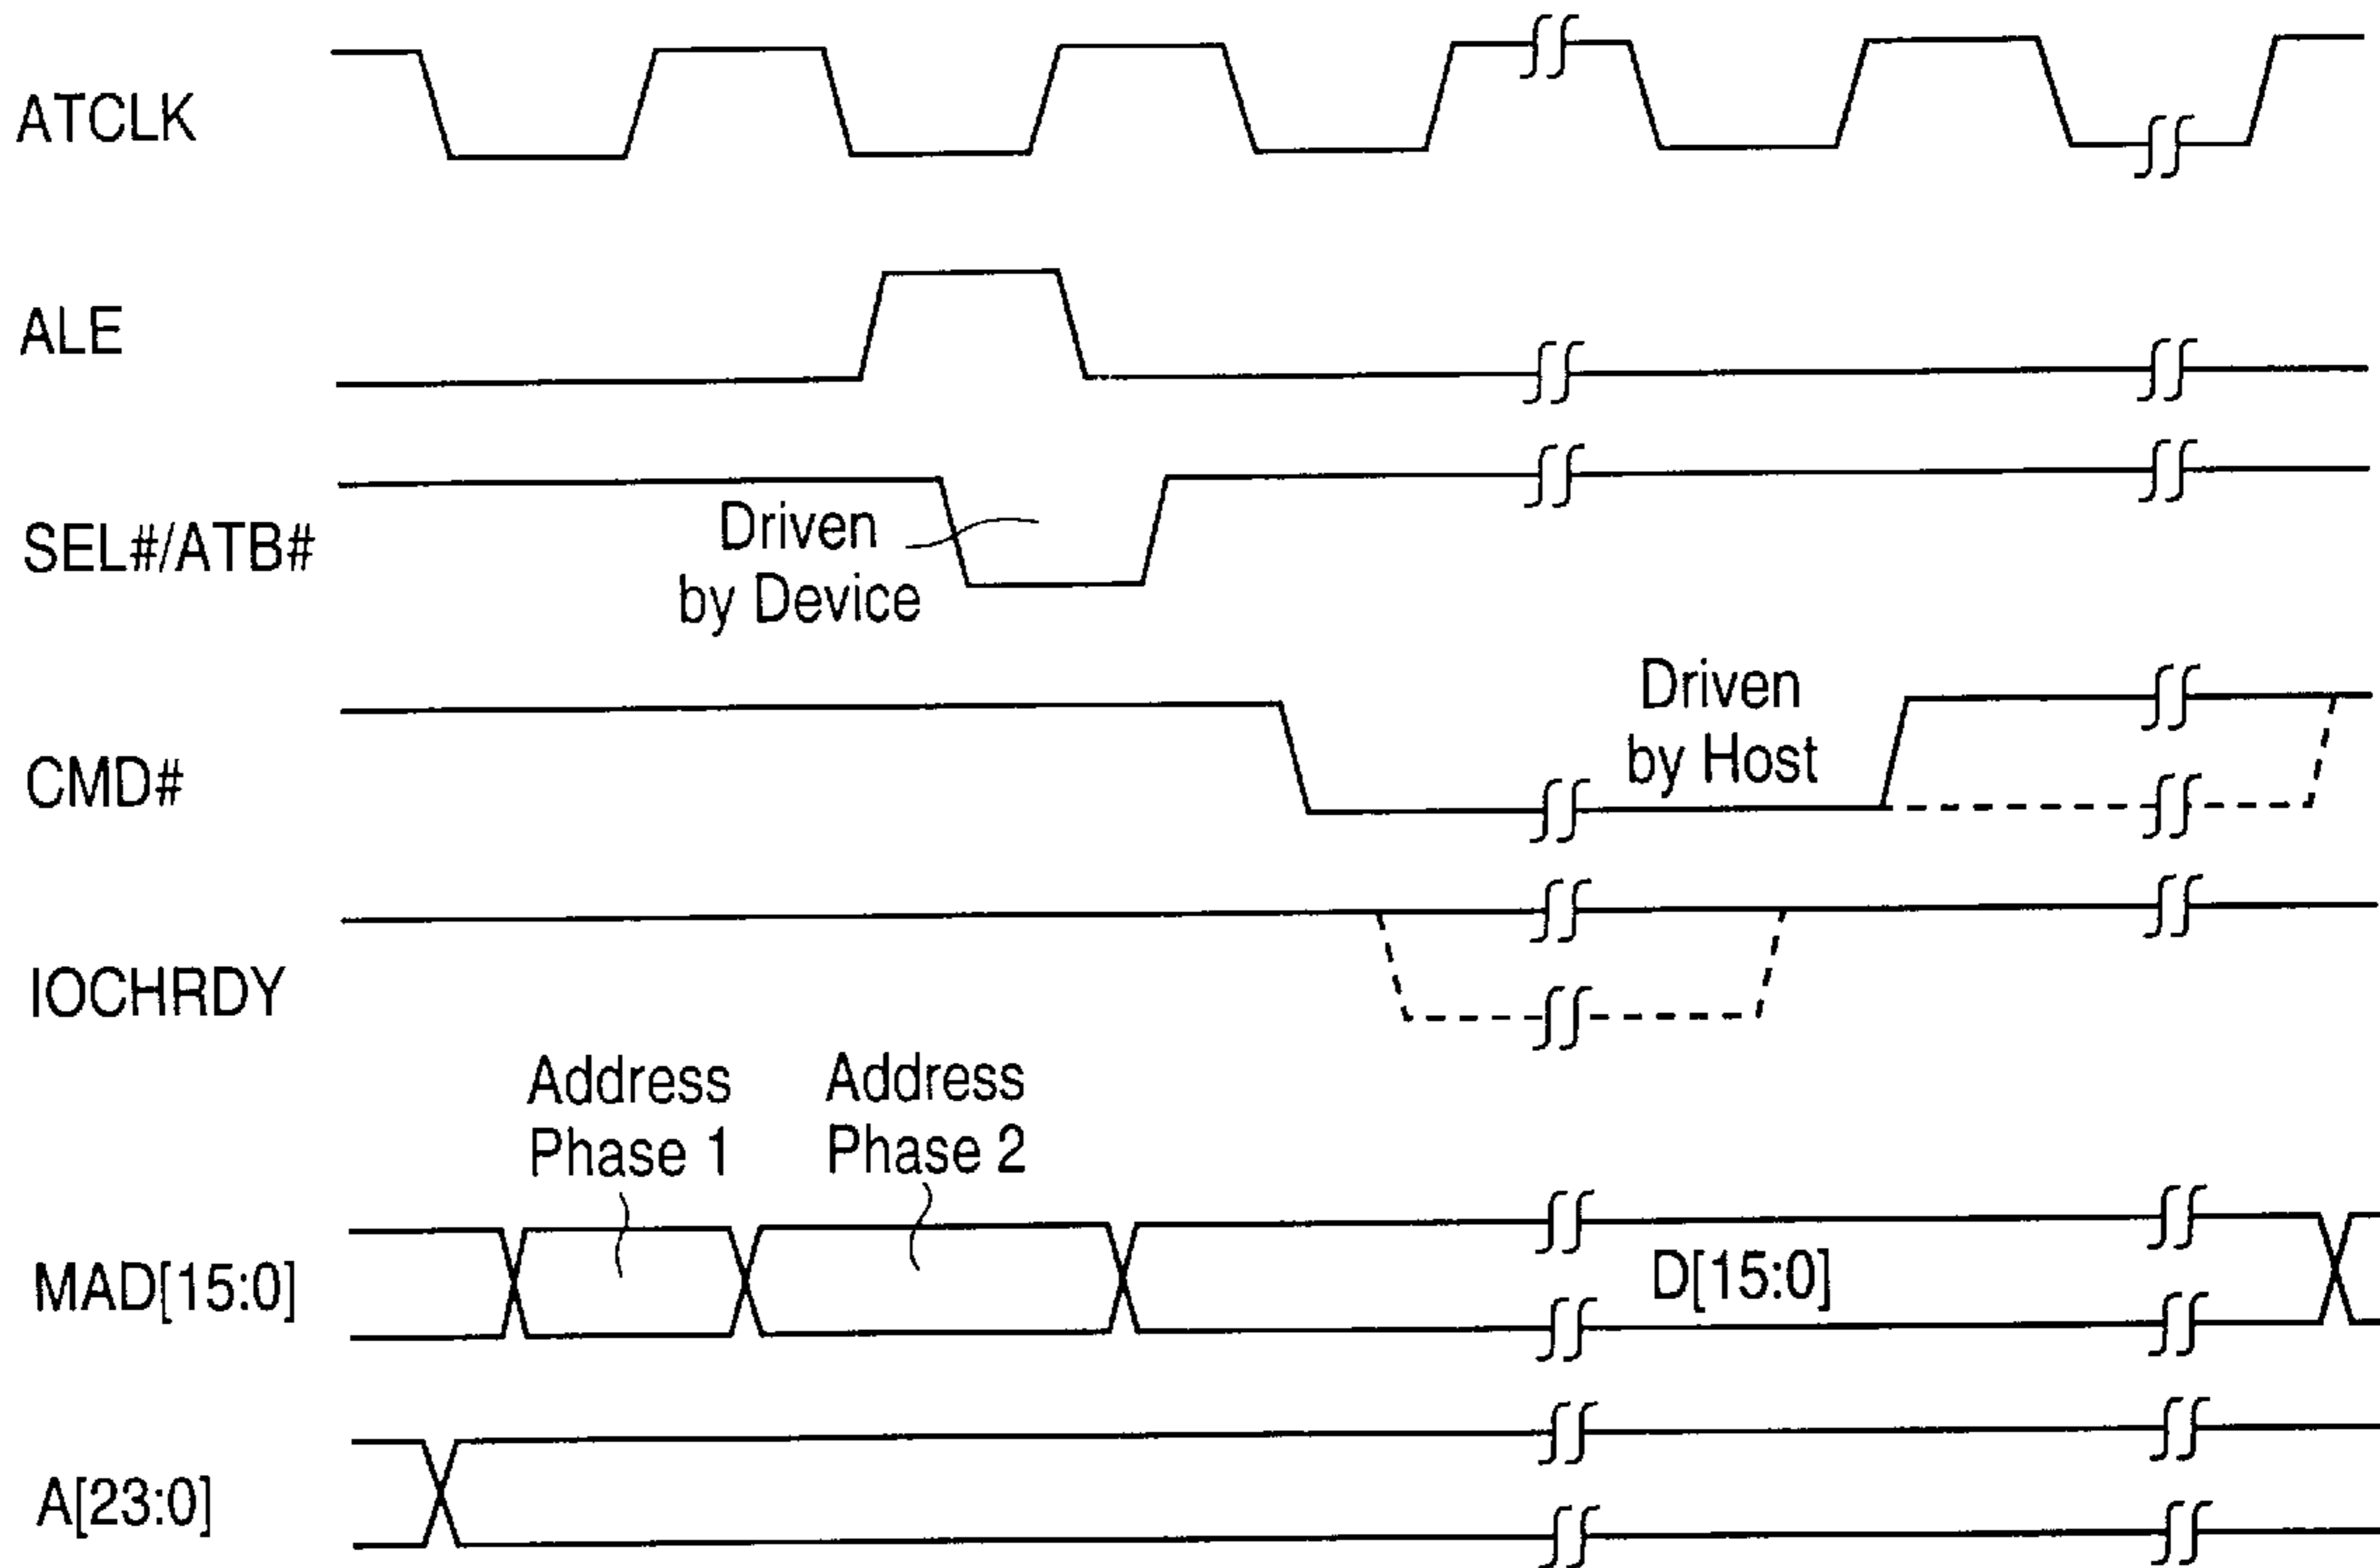 ATCLK
ALE
SEL#/ATB#
Driven
by Device
CMD#
Driven
by Host
IOCHRDY
Address
Phase 1
Address
Phase 2
MAD[15:0]
D[15:0]
A[23:0]